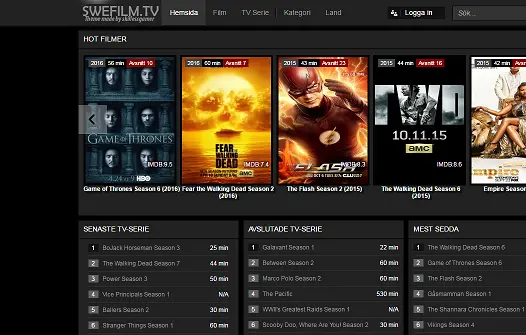 SWEFILM.TV
Theme made by skillesgamer
Hemsida
Film
TV Serie
Kategori
Land
Logga in
Sök...
HOT FILMER
2016 56 min Avsnitt 10
GAME OF THRONES
4.24 HBO
IMDB:9.5
Game of Thrones Season 6 (2016)
2016 60 min Avsnitt 7
FEAR
THE WALKING
DEAD
AMC
IMDB:7.4
Fear the Walking Dead Season 2
(2016)
2015 43 min Avsnitt 23
FLASH
IMDB:8.3
The Flash Season 2 (2015)
2015 44 min Avsnitt 16
TWD
10.11.15
AMC
IMDB:8.6
The Walking Dead Season 6
(2015)
2015 42 min Avsn
empire
Empire Season
SENASTE TV-SERIE
1 BoJack Horseman Season 3 25 min
2 The Walking Dead Season 7 44 min
3 Power Season 3 50 min
4 Vice Principals Season 1 N/A
5 Ballers Season 2 30 min
6 Stranger Things Season 1 60 min
AVSLUTADE TV-SERIE
1 Galavant Season 1 22 min
2 Between Season 2 60 min
3 Marco Polo Season 2 60 min
4 The Pacific 530 min
5 WWII's Greatest Raids Season 1 N/A
6 Scooby Doo, Where Are You! Season 2 30 min
MEST SEDDA
1 The Walking Dead Season 6
2 Game of Thrones Season 6
3 The Flash Season 2
4 Gåsmamman Season 1
5 The Shannara Chronicles Season 1
6 Vikings Season 4